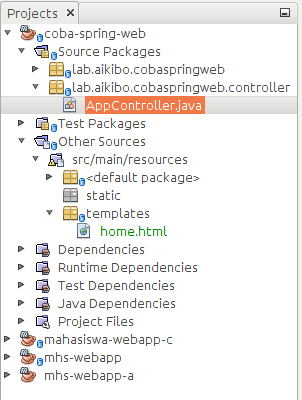 Projects
coba-spring-web
Source Packages
lab.aikibo.cobaspringweb
lab.aikibo.cobaspringweb.controller
AppController.java
Test Packages
Other Sources
src/main/resources
<default package>
static
templates
home.html
Dependencies
Runtime Dependencies
Test Dependencies
Java Dependencies
Project Files
mahasiswa-webapp-c
mhs-webapp
mhs-webapp-a